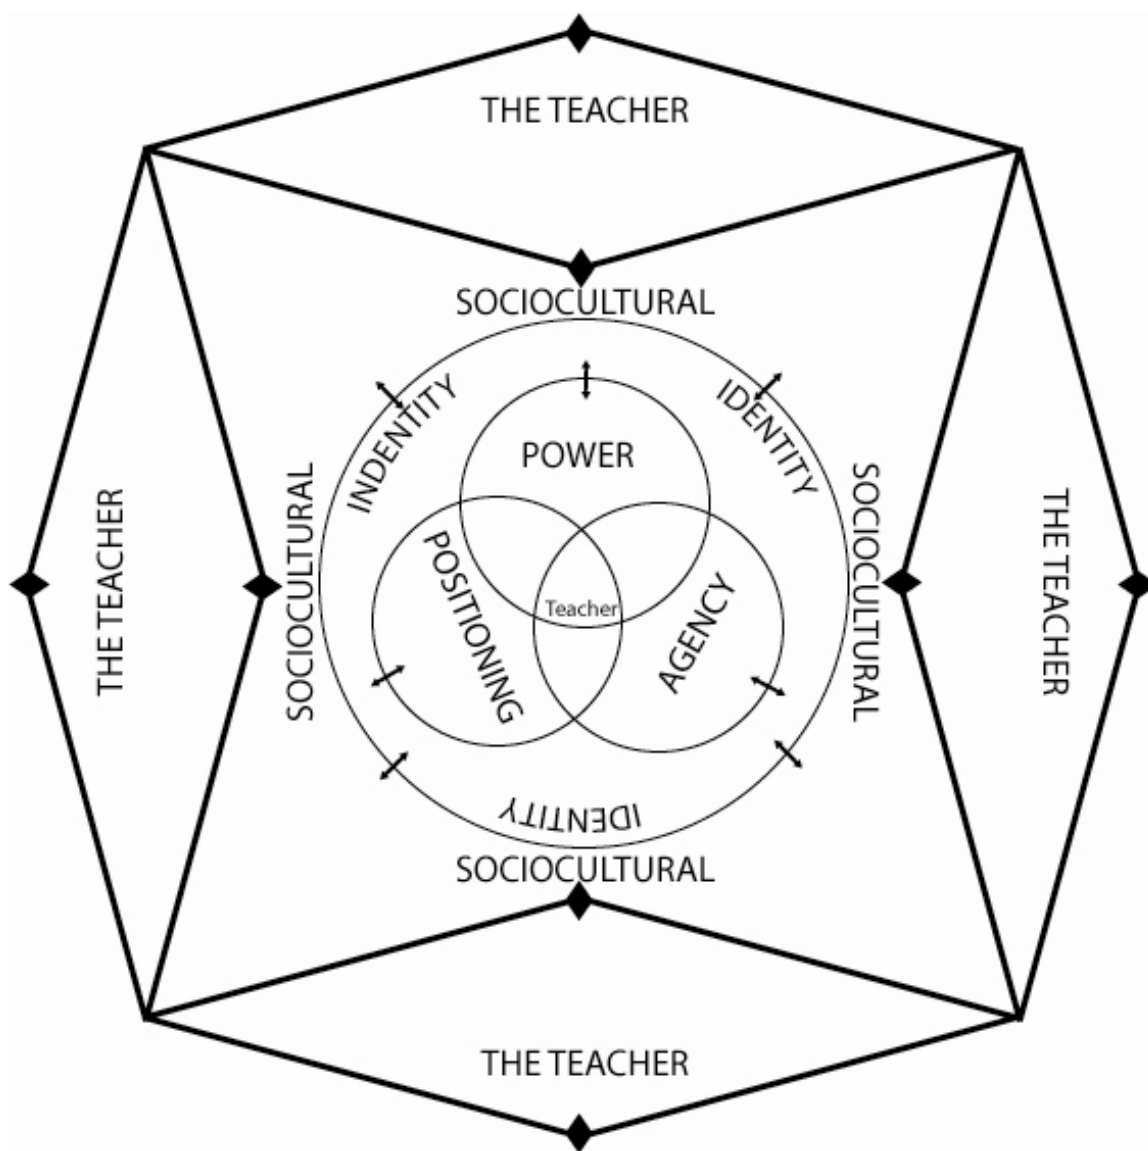 THE TEACHER
SOCIOCULTURAL
INDENTITY
IDENTITY
POWER
THE TEACHER
SOCIOCULTURAL
POSITIONING
Teacher
AGENCY
SOCIOCULTURAL
THE TEACHER
IDENTITY
SOCIOCULTURAL
THE TEACHER